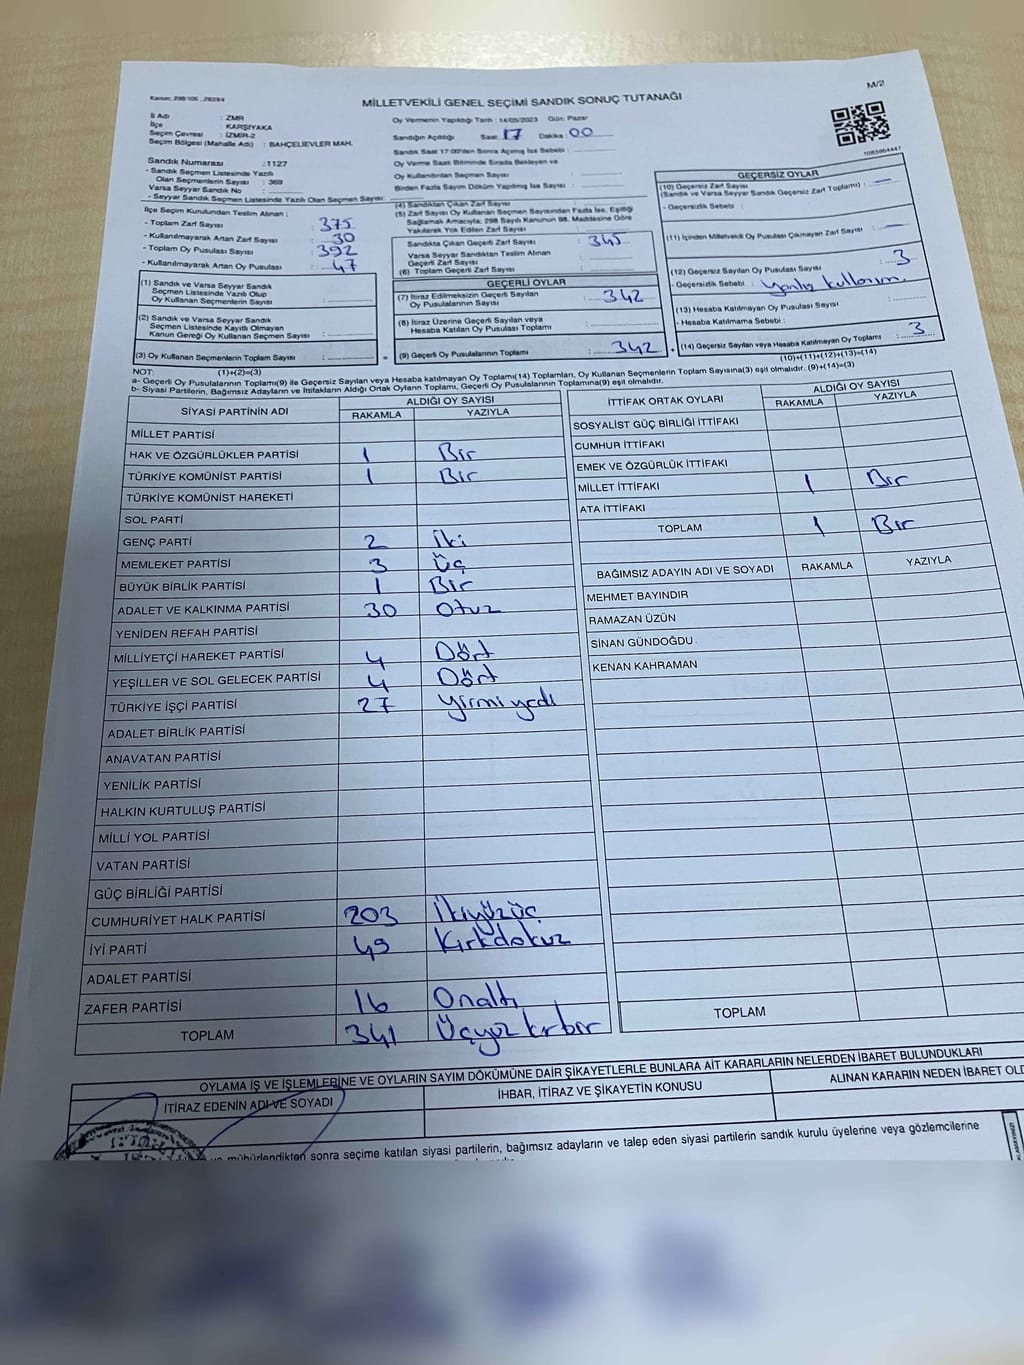 Kanun: 298/105 , 2839/4
M/2
MİLLETVEKİLİ GENEL SEÇİMİ SANDIK SONUÇ TUTANAĞI
İl Adı : İZMİR
İlçe : KARŞIYAKA
Seçim Çevresi : İZMİR-2
Seçim Bölgesi (Mahalle Adı) : BAHÇELİEVLER MAH.
Sandık Numarası : 1127
- Sandık Seçmen Listesinde Yazılı
Olan Seçmenlerin Sayısı : 369
Varsa Seyyar Sandık No :
- Seyyar Sandık Seçmen Listesinde Yazılı Olan Seçmen Sayısı :
İlçe Seçim Kurulundan Teslim Alınan ;
- Toplam Zarf Sayısı : 375
- Kullanılmayarak Artan Zarf Sayısı : 30
- Toplam Oy Pusulası Sayısı : 392
- Kullanılmayarak Artan Oy Pusulası : 47
(1) Sandık ve Varsa Seyyar Sandık
Seçmen Listesinde Yazılı Olup
Oy Kullanan Seçmenlerin Sayısı :
(2) Sandık ve Varsa Seyyar Sandık
Seçmen Listesinde Kayıtlı Olmayan
Kanun Gereği Oy Kullanan Seçmenlerin Sayısı :
(3) Oy Kullanan Seçmenlerin Toplam Sayısı : =
Oy Vermenin Yapıldığı Tarih : 14/05/2023 Gün: Pazar
Sandığın Açıldığı Saat: 17 Dakika: 00
Sandık Saat 17:00'den Sonra Açılmış İse Sebebi :
Oy Verme Saati Bitiminde Sırada Bekleyen ve
Oy Kullandırılan Seçmen Sayısı :
Birden Fazla Sayım Döküm Yapılmış İse Sayısı :
(4) Sandıktan Çıkan Zarf Sayısı
(5) Zarf Sayısı Oy Kullanan Seçmen Sayısından Fazla İse, Eşitliği
Sağlamak Amacıyla; 298 Sayılı Kanunun 98. Maddesine Göre
Yakılarak Yok Edilen Zarf Sayısı :
Sandıkta Çıkan Geçerli Zarf Sayısı : 345
Varsa Seyyar Sandıktan Teslim Alınan
Geçerli Zarf Sayısı :
(6) Toplam Geçerli Zarf Sayısı :
GEÇERLİ OYLAR
(7) İtiraz Edilmeksizin Geçerli Sayılan
Oy Pusulalarının Sayısı : 342
(8) İtiraz Üzerine Geçerli Sayılan veya
Hesaba Katılan Oy Pusulası Toplamı :
(9) Geçerli Oy Pusulalarının Toplamı : 342 +
1083864447
GEÇERSİZ OYLAR
(10) Geçersiz Zarf Sayısı
(Sandık ve Varsa Seyyar Sandık Geçersiz Zarf Toplamı) : —
- Geçersizlik Sebebi :
(11) İçinden Milletvekili Oy Pusulası Çıkmayan Zarf Sayısı : —
(12) Geçersiz Sayılan Oy Pusulası Sayısı : 3
- Geçersizlik Sebebi : Yanlış kullanım.
(13) Hesaba Katılmayan Oy Pusulası Sayısı :
- Hesaba Katılmama Sebebi :
(14) Geçersiz Sayılan veya Hesaba Katılmayan Oy Toplamı : 3
NOT: (1)+(2)=(3) (10)+(11)+(12)+(13)=(14)
a- Geçerli Oy Pusulalarının Toplamı(9) ile Geçersiz Sayılan veya Hesaba katılmayan Oy Toplamı(14) Toplamları, Oy Kullanan Seçmenlerin Toplam Sayısına(3) eşit olmalıdır. (9)+(14)=(3)
b- Siyasi Partilerin, Bağımsız Adayların ve İttifakların Aldığı Ortak Oyların Toplamı, Geçerli Oy Pusulalarının Toplamına(9) eşit olmalıdır.
SİYASİ PARTİNİN ADI ALDIĞI OY SAYISI
RAKAMLA YAZIYLA
MİLLET PARTİSİ
HAK VE ÖZGÜRLÜKLER PARTİSİ 1 Bir
TÜRKİYE KOMÜNİST PARTİSİ 1 Bir
TÜRKİYE KOMÜNİST HAREKETİ
SOL PARTİ
GENÇ PARTİ 2 İki
MEMLEKET PARTİSİ 3 Üç
BÜYÜK BİRLİK PARTİSİ 1 Bir
ADALET VE KALKINMA PARTİSİ 30 Otuz
YENİDEN REFAH PARTİSİ
MİLLİYETÇİ HAREKET PARTİSİ 4 Dört
YEŞİLLER VE SOL GELECEK PARTİSİ 4 Dört
TÜRKİYE İŞÇİ PARTİSİ 27 Yirmi yedi
ADALET BİRLİK PARTİSİ
ANAVATAN PARTİSİ
YENİLİK PARTİSİ
HALKIN KURTULUŞ PARTİSİ
MİLLİ YOL PARTİSİ
VATAN PARTİSİ
GÜÇ BİRLİĞİ PARTİSİ
CUMHURİYET HALK PARTİSİ 203 İkiyüzüç
İYİ PARTİ 49 Kırkdokuz
ADALET PARTİSİ
ZAFER PARTİSİ 16 Onaltı
TOPLAM 341 Üçyüz kırkbir
İTTİFAK ORTAK OYLARI ALDIĞI OY SAYISI
RAKAMLA YAZIYLA
SOSYALİST GÜÇ BİRLİĞİ İTTİFAKI
CUMHUR İTTİFAKI
EMEK VE ÖZGÜRLÜK İTTİFAKI
MİLLET İTTİFAKI 1 Bir
ATA İTTİFAKI
TOPLAM 1 Bir
BAĞIMSIZ ADAYIN ADI VE SOYADI RAKAMLA YAZIYLA
MEHMET BAYINDIR
RAMAZAN ÜZÜN
SİNAN GÜNDOĞDU
KENAN KAHRAMAN
TOPLAM
OYLAMA İŞ VE İŞLEMLERİNE VE OYLARIN SAYIM DÖKÜMÜNE DAİR ŞİKAYETLERLE BUNLARA AİT KARARLARIN NELERDEN İBARET BULUNDUKLARI
İTİRAZ EDENİN ADI VE SOYADI İHBAR, İTİRAZ VE ŞİKAYETİN KONUSU ALINAN KARARIN NEDEN İBARET OLD
mühürlendikten sonra seçime katılan siyasi partilerin, bağımsız adayların ve talep eden siyasi partilerin sandık kurulu üyelerine veya gözlemcilerine